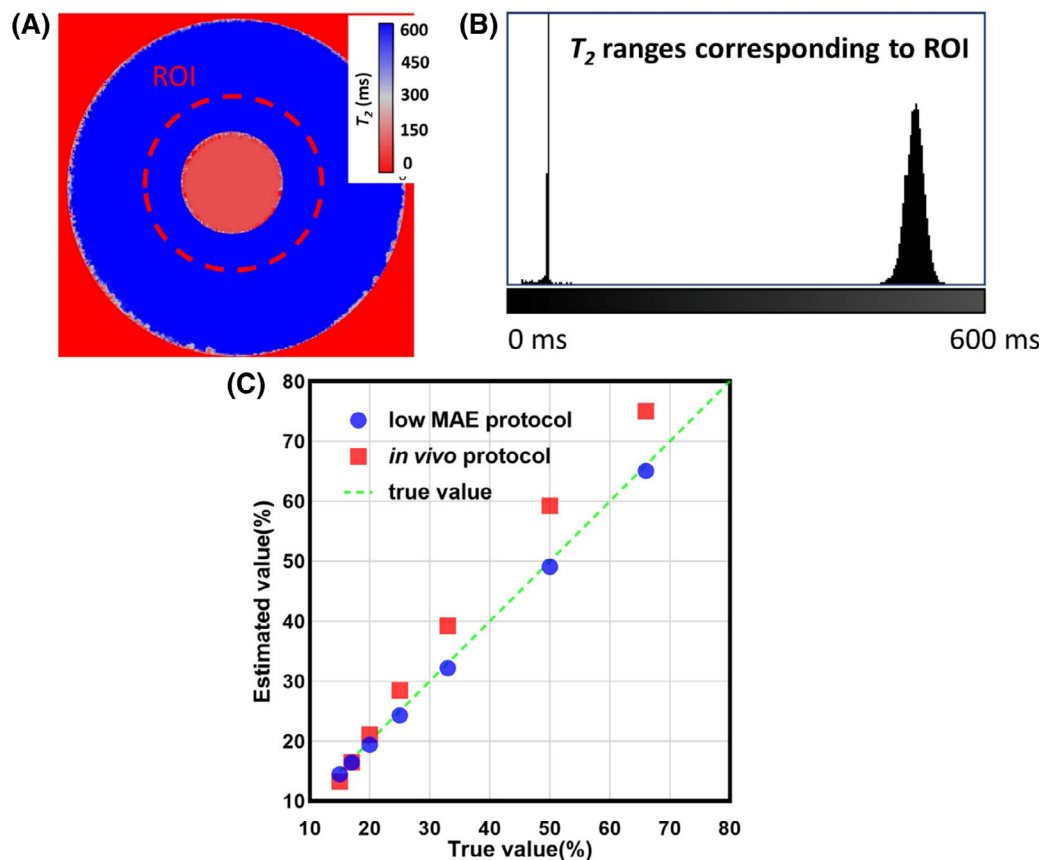 (A)
ROI
T2 (ms)
600
450
300
150
0
(B)
T2 ranges corresponding to ROI
0 ms
600 ms
(C)
low MAE protocol
in vivo protocol
true value
Estimated value(%)
80
70
60
50
40
30
20
10
10 20 30 40 50 60 70 80
True value(%)